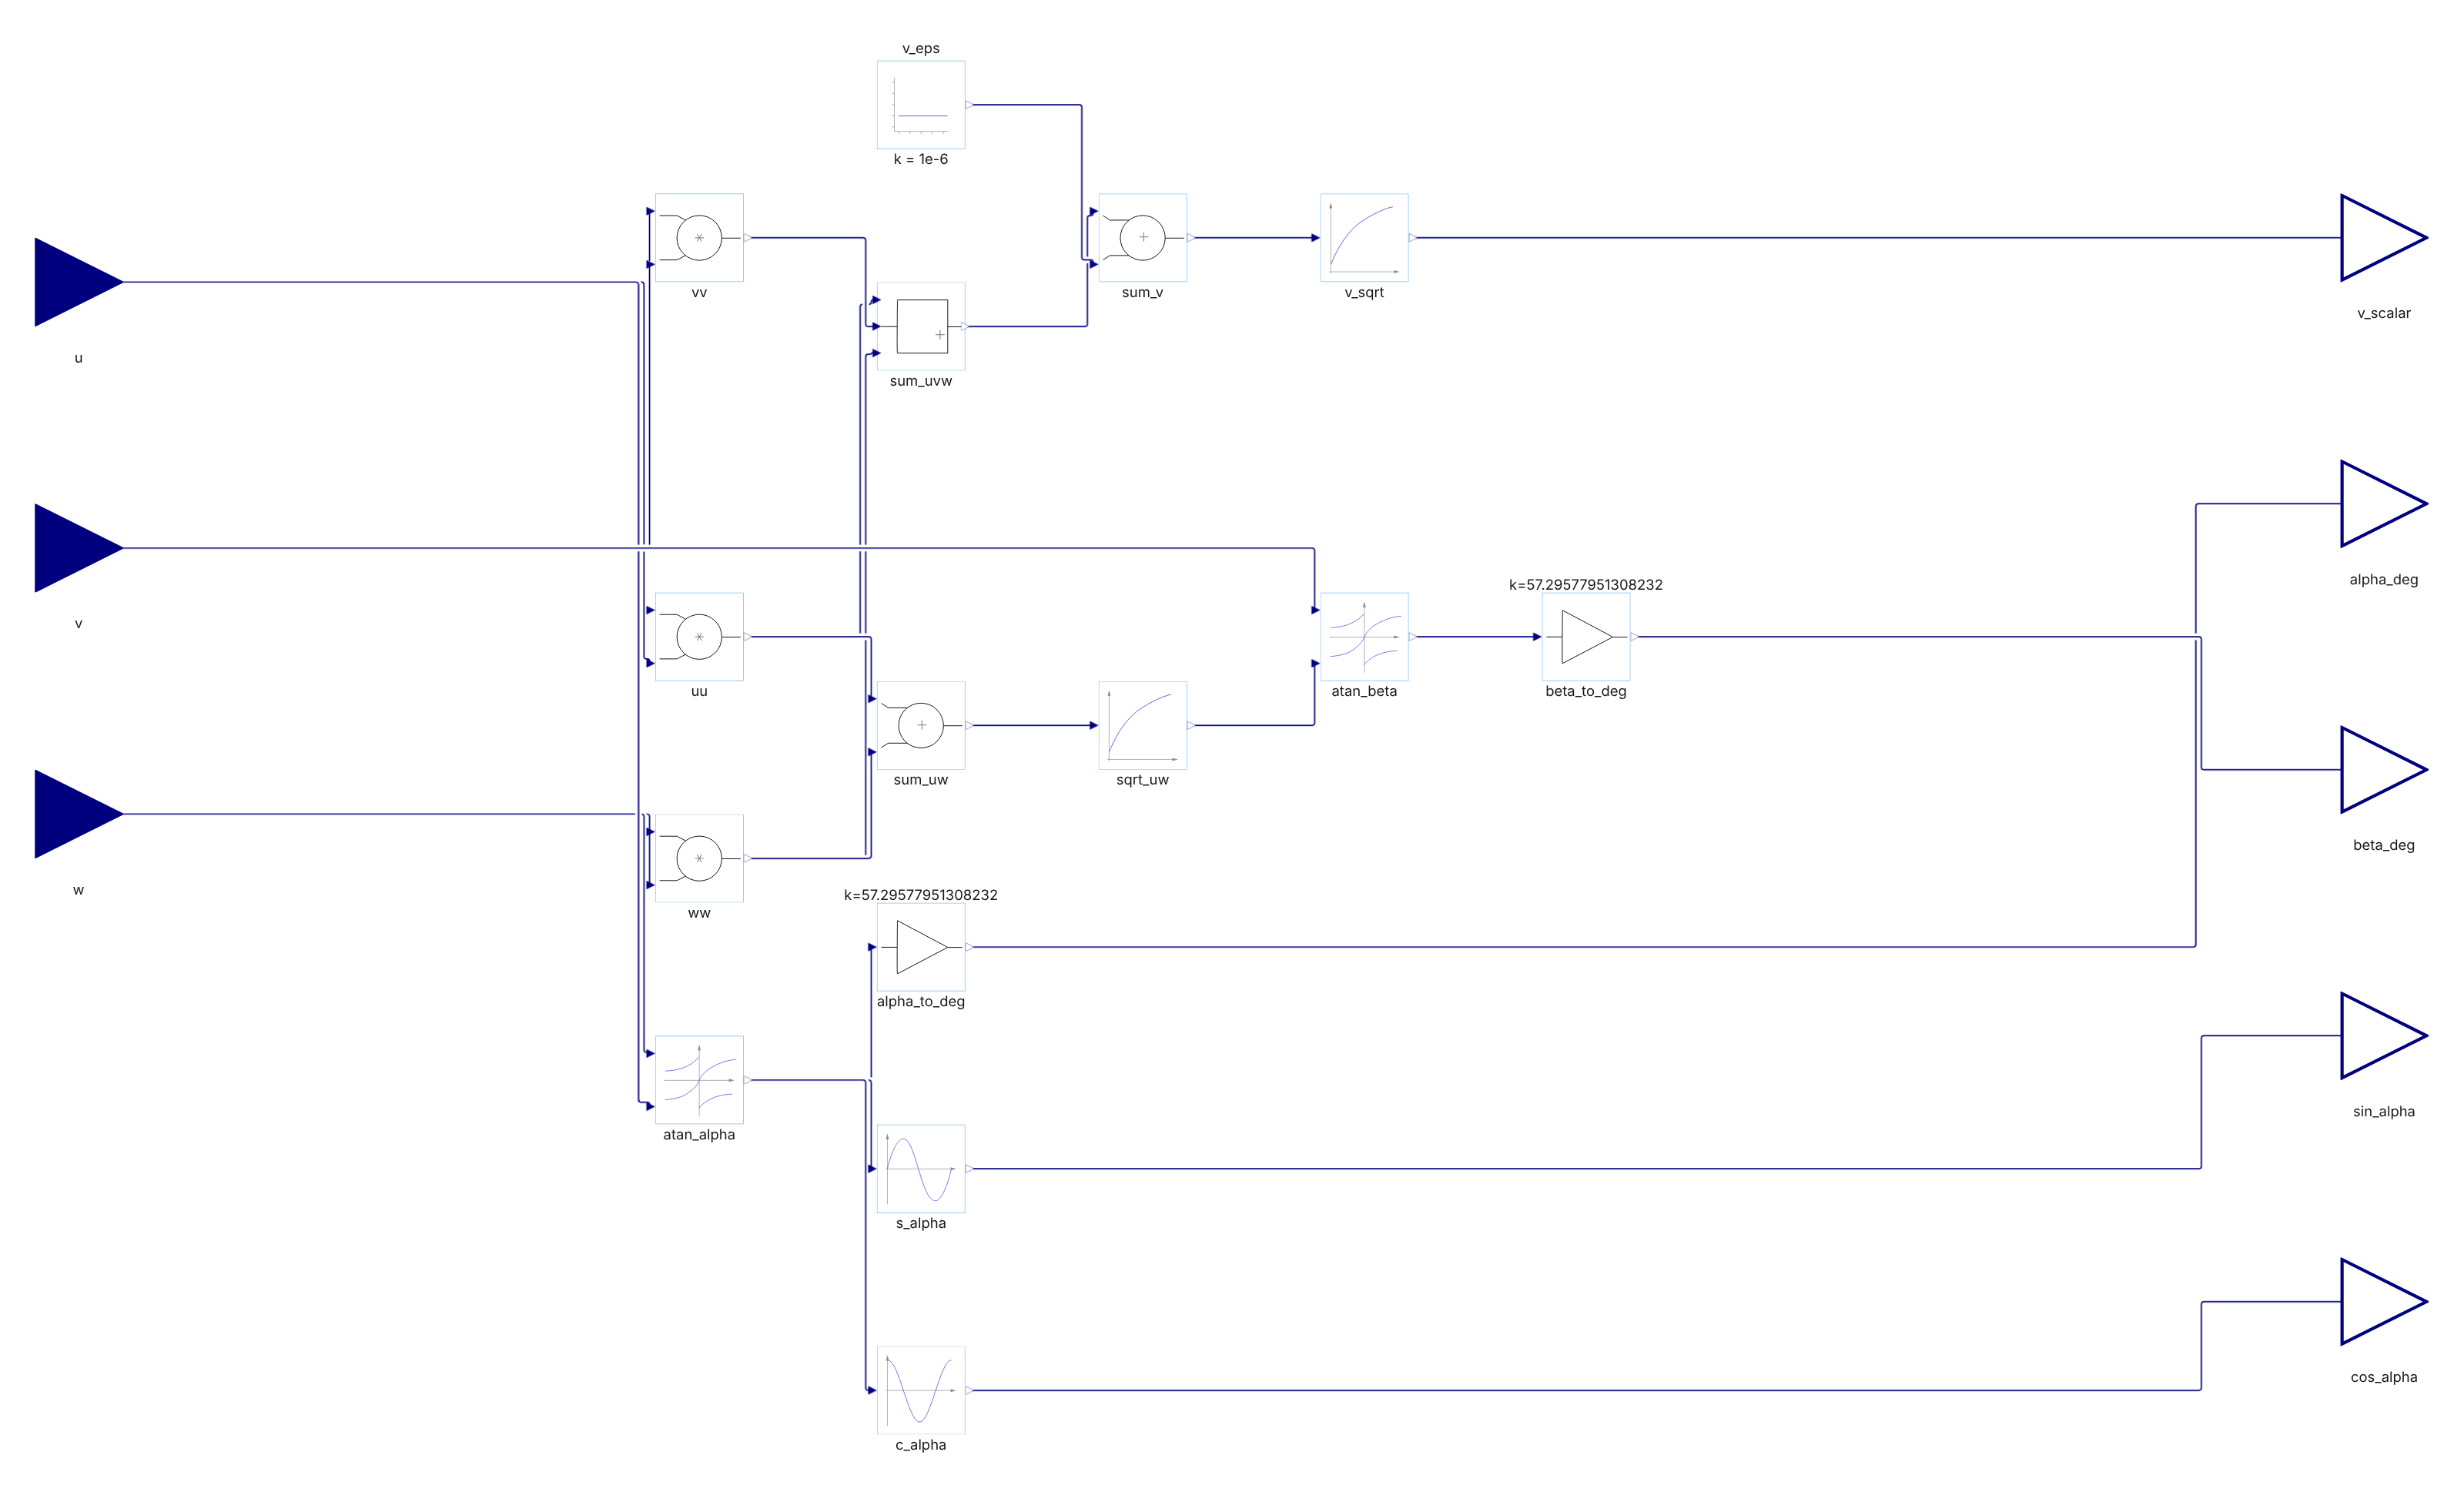 v_eps
k = 1e-6
*
vv
+
sum_v
v_sqrt
v_scalar
u
+
sum_uvw
v
k=57.29577951308232
alpha_deg
*
uu
atan_beta
beta_to_deg
+
sum_uw
sqrt_uw
beta_deg
w
*
ww
k=57.29577951308232
alpha_to_deg
atan_alpha
sin_alpha
s_alpha
cos_alpha
c_alpha